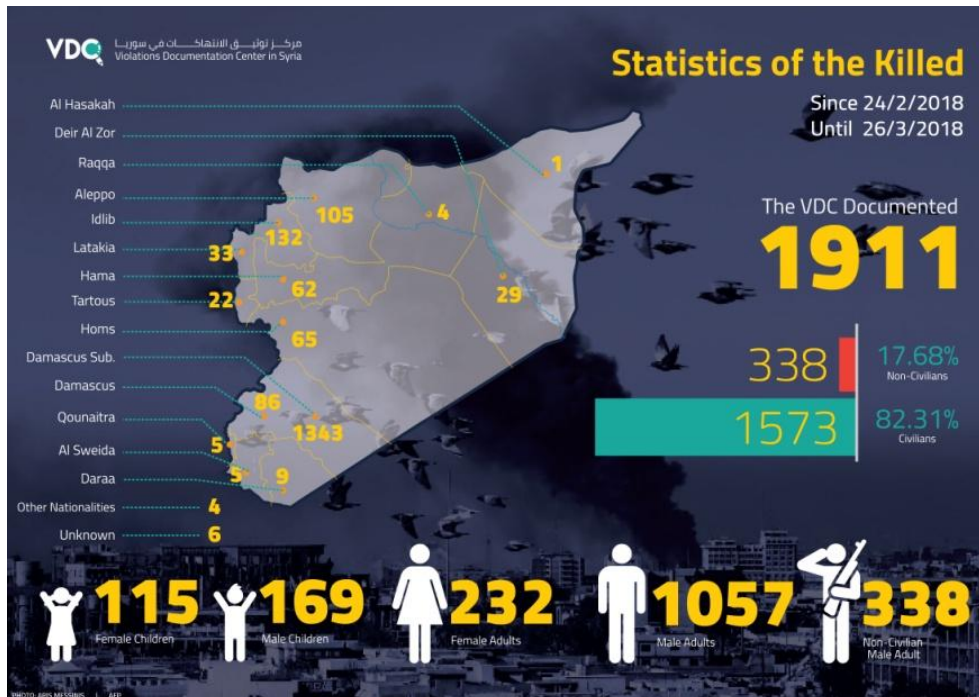 VDC
مركز توثيق الانتهاكات في سوريا
Violations Documentation Center in Syria
Statistics of the Killed
Since 24/2/2018
Until 26/3/2018
Al Hasakah
Deir Al Zor
Raqqa
Aleppo
Idlib
Latakia
Hama
Tartous
Homs
Damascus Sub.
Damascus
Qounaitra
Al Sweida
Daraa
Other Nationalities 4
Unknown 6
1
4
105
132
33
29
62
22
65
86
1343
5
5
9
The VDC Documented
1911
338
17.68%
Non-Civilians
1573
82.31%
Civilians
115
Female Children
169
Male Children
232
Female Adults
1057
Male Adults
338
Non-Civilian
Male Adult
PHOTO: ARIS MESSINIS | AFP